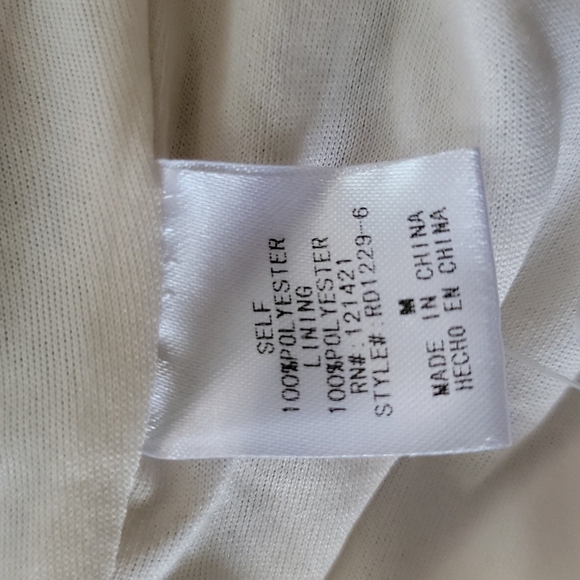 SELF
100%POLYESTER
LINING
100%POLYESTER
RN#:121421
STYLE#:RD1229-6
M
MADE IN CHINA
HECHO EN CHINA